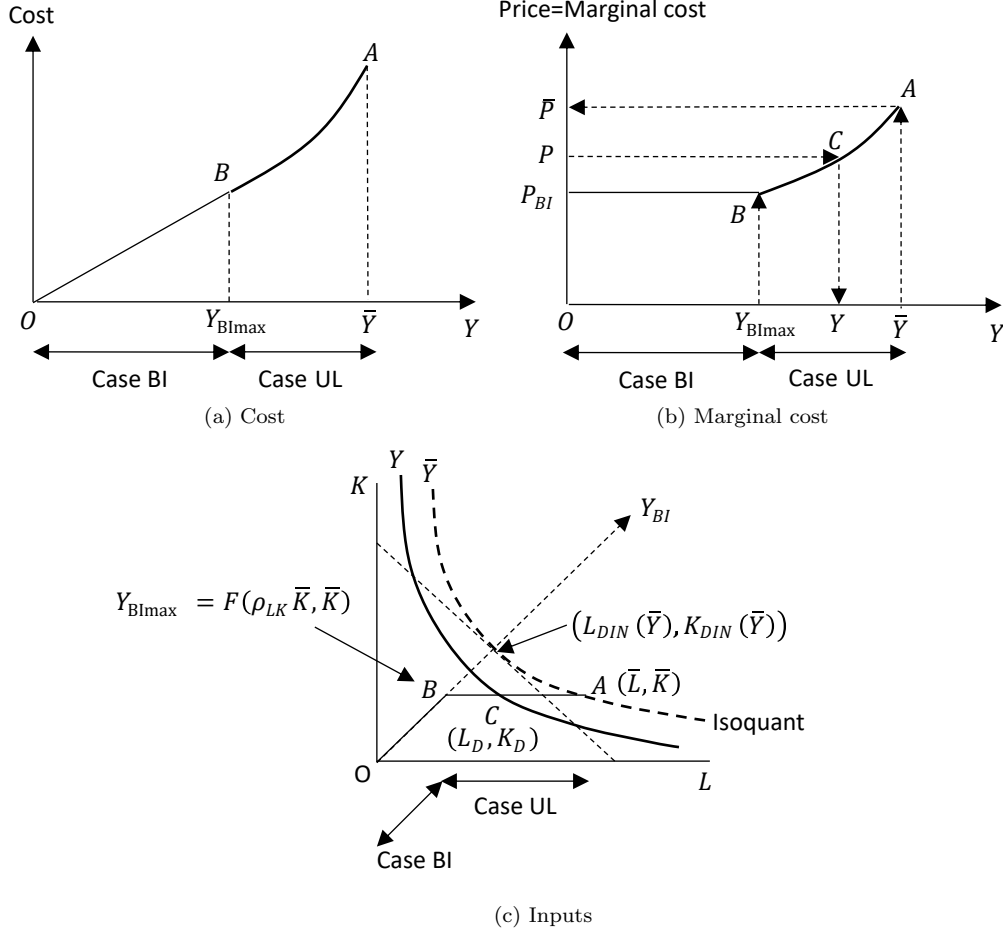 Cost
A
B
O
Y_BImax
Ȳ
Y
Case BI
Case UL
(a) Cost
Price=Marginal cost
P̄
A
P
C
P_BI
B
O
Y_BImax
Y
Ȳ
Y
Case BI
Case UL
(b) Marginal cost
Y
Ȳ
K
Y_BI
Y_BImax = F(ρ_LK K̄, K̄)
(L_DIN (Ȳ), K_DIN (Ȳ))
B
A (L̄, K̄)
C
(L_D, K_D)
Isoquant
O
L
Case UL
Case BI
(c) Inputs